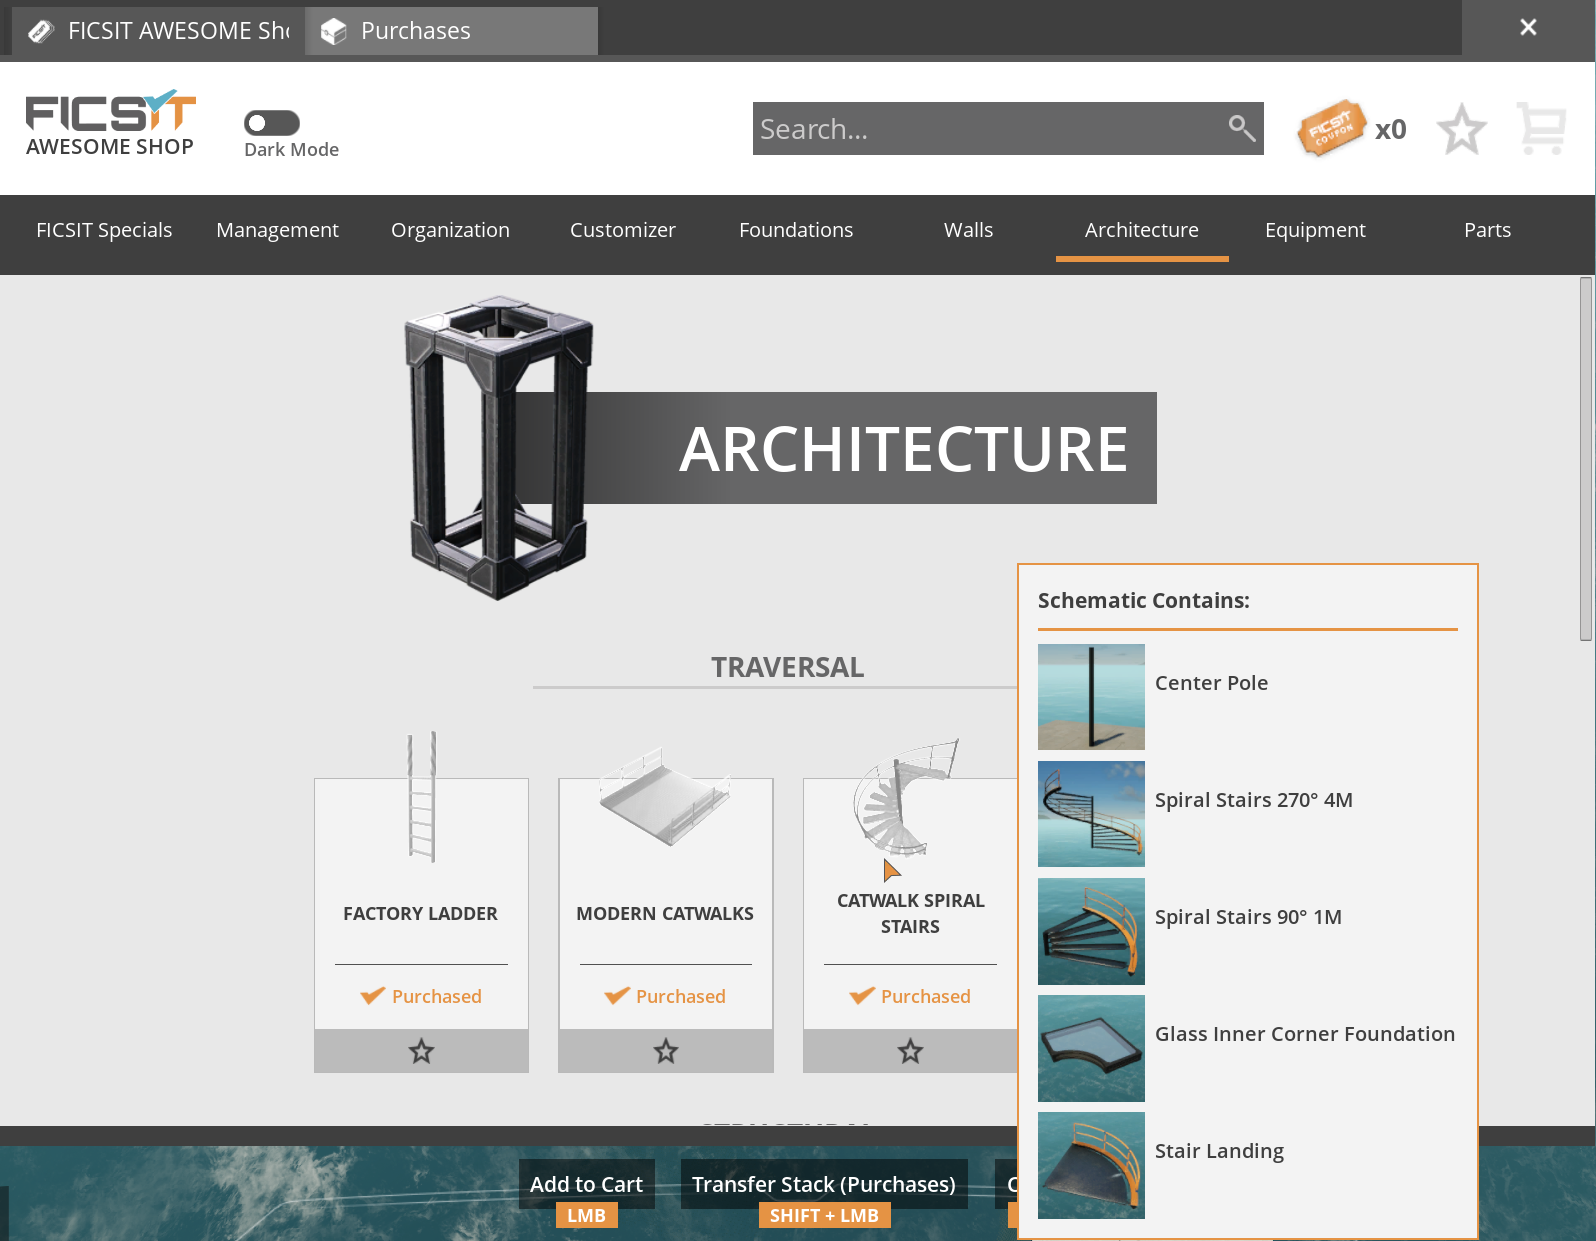 FICSIT AWESOME Sho
Purchases
FICSIT
AWESOME SHOP
Dark Mode
Search...
FICSIT
COUPON
x0
FICSIT Specials
Management
Organization
Customizer
Foundations
Walls
Architecture
Equipment
Parts
ARCHITECTURE
TRAVERSAL
FACTORY LADDER
Purchased
MODERN CATWALKS
Purchased
CATWALK SPIRAL
STAIRS
Purchased
Schematic Contains:
Center Pole
Spiral Stairs 270° 4M
Spiral Stairs 90° 1M
Glass Inner Corner Foundation
Stair Landing
Add to Cart
LMB
Transfer Stack (Purchases)
SHIFT + LMB